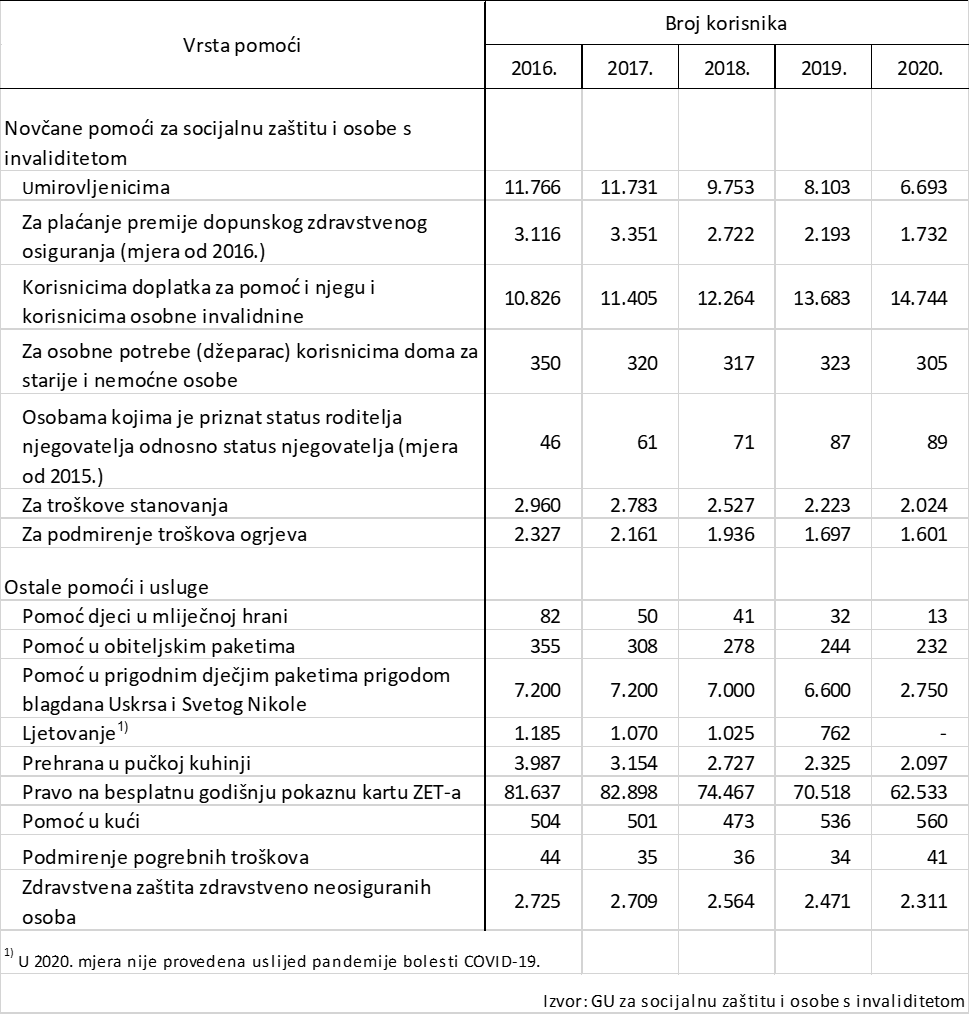 Vrsta pomoći
Broj korisnika
2016. 2017. 2018. 2019. 2020.
Novčane pomoći za socijalnu zaštitu i osobe s
invaliditetom
Umirovljenicima 11.766 11.731 9.753 8.103 6.693
Za plaćanje premije dopunskog zdravstvenog
osiguranja (mjera od 2016.) 3.116 3.351 2.722 2.193 1.732
Korisnicima doplatka za pomoć i njegu i
korisnicima osobne invalidnine 10.826 11.405 12.264 13.683 14.744
Za osobne potrebe (džeparac) korisnicima doma za
starije i nemoćne osobe 350 320 317 323 305
Osobama kojima je priznat status roditelja
njegovatelja odnosno status njegovatelja (mjera 46 61 71 87 89
od 2015.)
Za troškove stanovanja 2.960 2.783 2.527 2.223 2.024
Za podmirenje troškova ogrjeva 2.327 2.161 1.936 1.697 1.601
Ostale pomoći i usluge
Pomoć djeci u mliječnoj hrani 82 50 41 32 13
Pomoć u obiteljskim paketima 355 308 278 244 232
Pomoć u prigodnim dječjim paketima prigodom
blagdana Uskrsa i Svetog Nikole 7.200 7.200 7.000 6.600 2.750
Ljetovanje1) 1.185 1.070 1.025 762 -
Prehrana u pučkoj kuhinji 3.987 3.154 2.727 2.325 2.097
Pravo na besplatnu godišnju pokaznu kartu ZET-a 81.637 82.898 74.467 70.518 62.533
Pomoć u kući 504 501 473 536 560
Podmirenje pogrebnih troškova 44 35 36 34 41
Zdravstvena zaštita zdravstveno neosiguranih
osoba 2.725 2.709 2.564 2.471 2.311
1) U 2020. mjera nije provedena uslijed pandemije bolesti COVID-19.
Izvor: GU za socijalnu zaštitu i osobe s invaliditetom